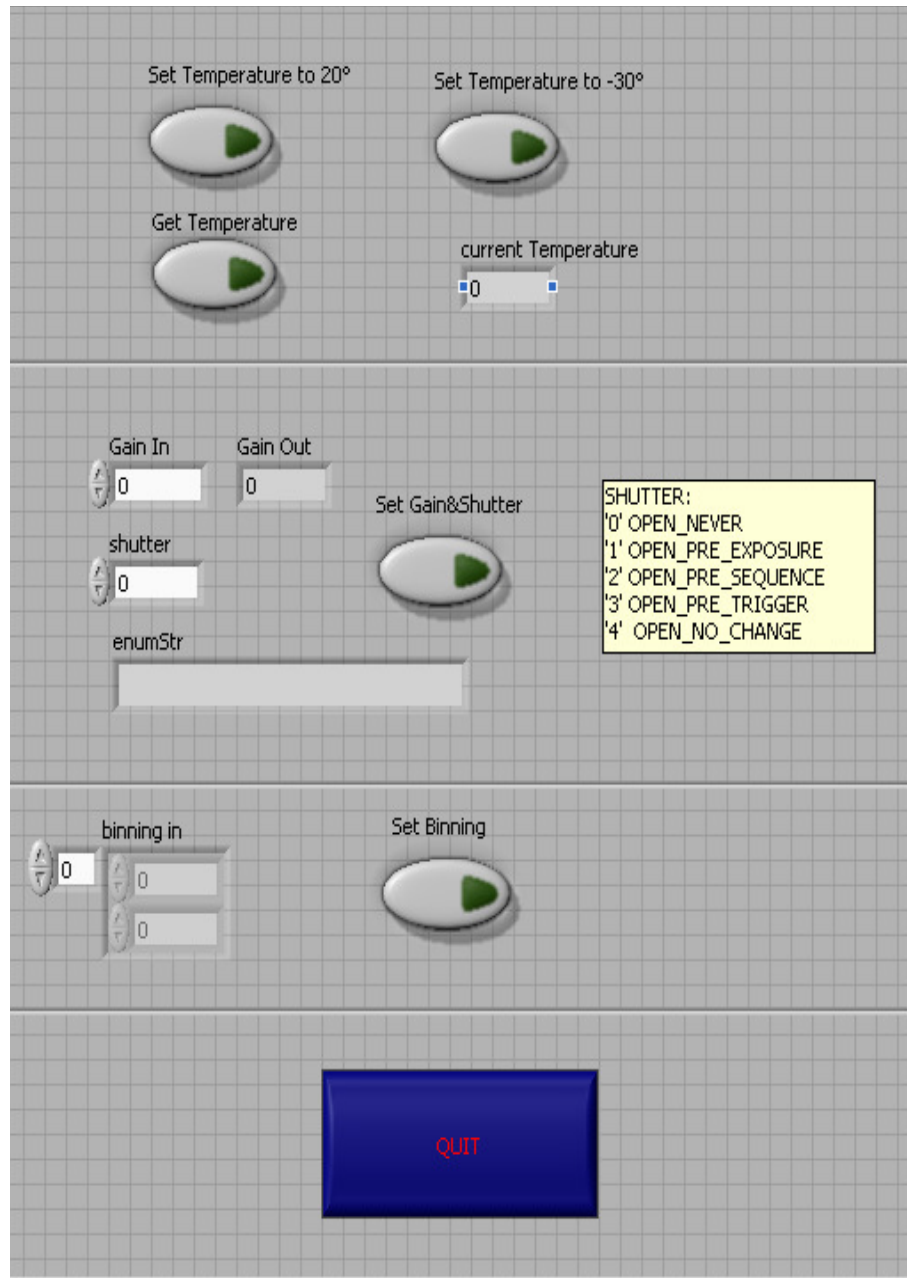 Set Temperature to 20°
Set Temperature to -30°
Get Temperature
current Temperature
0
Gain In
Gain Out
0
0
Set Gain&Shutter
shutter
0
enumStr
SHUTTER:
'0' OPEN_NEVER
'1' OPEN_PRE_EXPOSURE
'2' OPEN_PRE_SEQUENCE
'3' OPEN_PRE_TRIGGER
'4' OPEN_NO_CHANGE
binning in
Set Binning
0
0
0
QUIT